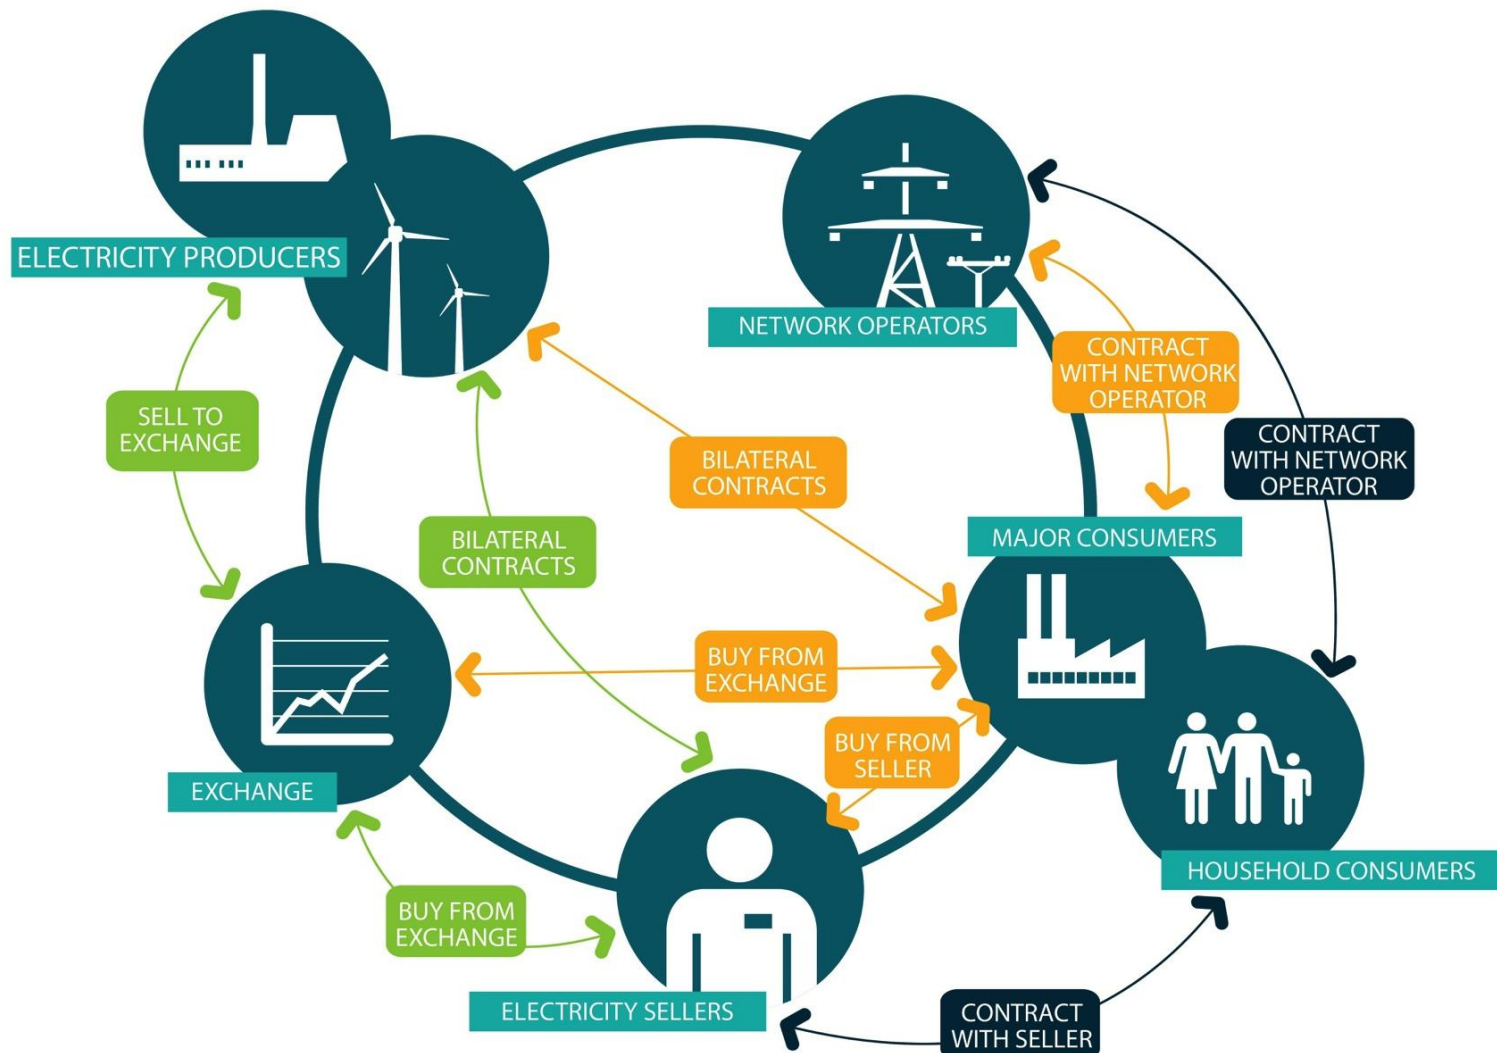 ELECTRICITY PRODUCERS
NETWORK OPERATORS
CONTRACT
WITH NETWORK
OPERATOR
CONTRACT
WITH NETWORK
OPERATOR
SELL TO
EXCHANGE
BILATERAL
CONTRACTS
BILATERAL
CONTRACTS
MAJOR CONSUMERS
BUY FROM
EXCHANGE
BUY FROM
SELLER
EXCHANGE
HOUSEHOLD CONSUMERS
BUY FROM
EXCHANGE
ELECTRICITY SELLERS
CONTRACT
WITH SELLER